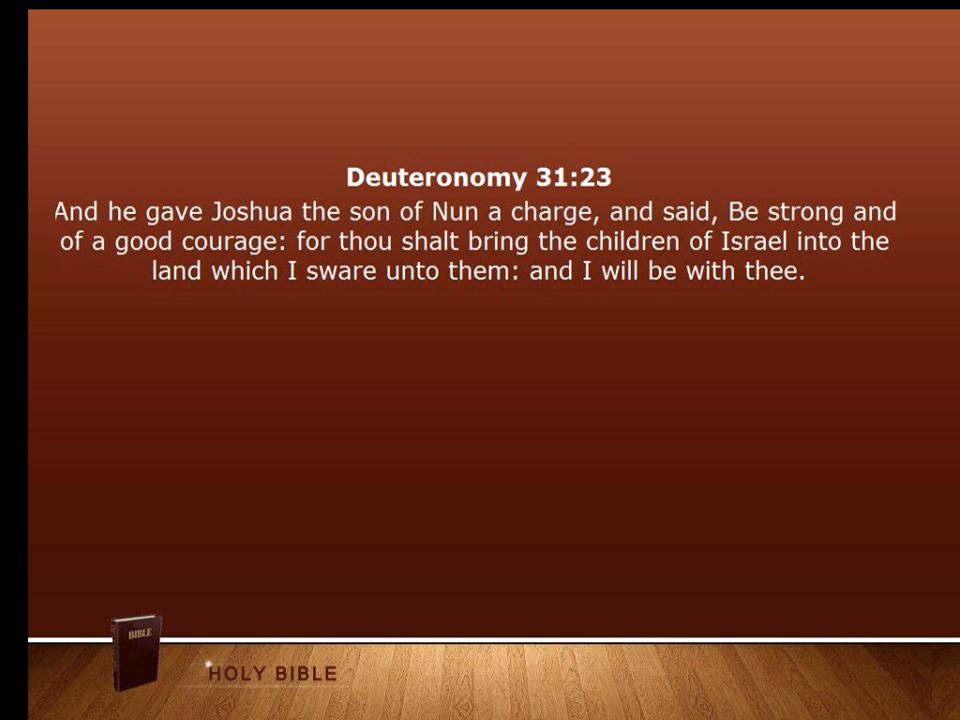 Deuteronomy 31:23
And he gave Joshua the son of Nun a charge, and said, Be strong and
of a good courage: for thou shalt bring the children of Israel into the
land which I sware unto them: and I will be with thee.
BIBLE
HOLY BIBLE